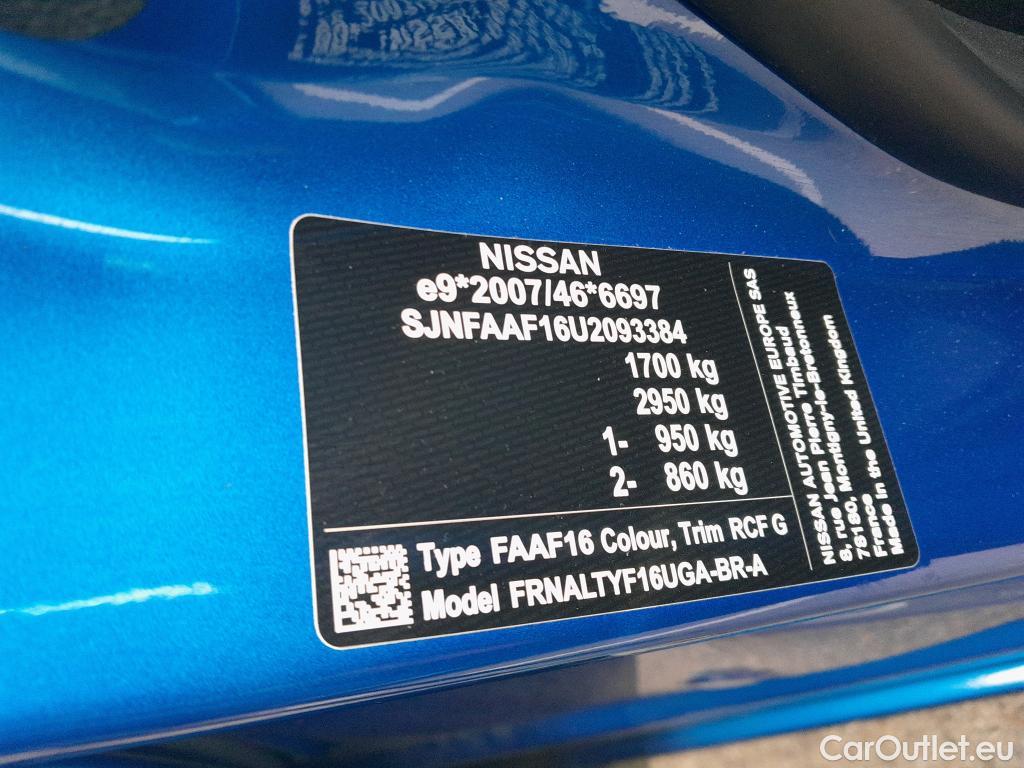 NISSAN
e9*2007/46*6697
SJNFAAF16U2093384
1700 kg
2950 kg
1- 950 kg
2- 860 kg
Type FAAF16 Colour, Trim RCF G
Model FRNALTYF16UGA-BR-A
NISSAN AUTOMOTIVE EUROPE SAS
8, rue Jean Pierre Timbaud
78180, Montigny-le-Bretonneux
France
Made in the United Kingdom
CarOutlet.eu